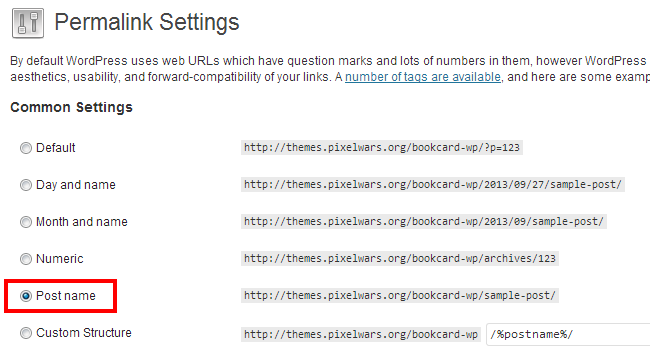 Permalink Settings
By default WordPress uses web URLs which have question marks and lots of numbers in them, however WordPress
aesthetics, usability, and forward-compatibility of your links. A number of tags are available, and here are some examp
Common Settings
Default http://themes.pixelwars.org/bookcard-wp/?p=123
Day and name http://themes.pixelwars.org/bookcard-wp/2013/09/27/sample-post/
Month and name http://themes.pixelwars.org/bookcard-wp/2013/09/sample-post/
Numeric http://themes.pixelwars.org/bookcard-wp/archives/123
Post name http://themes.pixelwars.org/bookcard-wp/sample-post/
Custom Structure http://themes.pixelwars.org/bookcard-wp /%postname%/